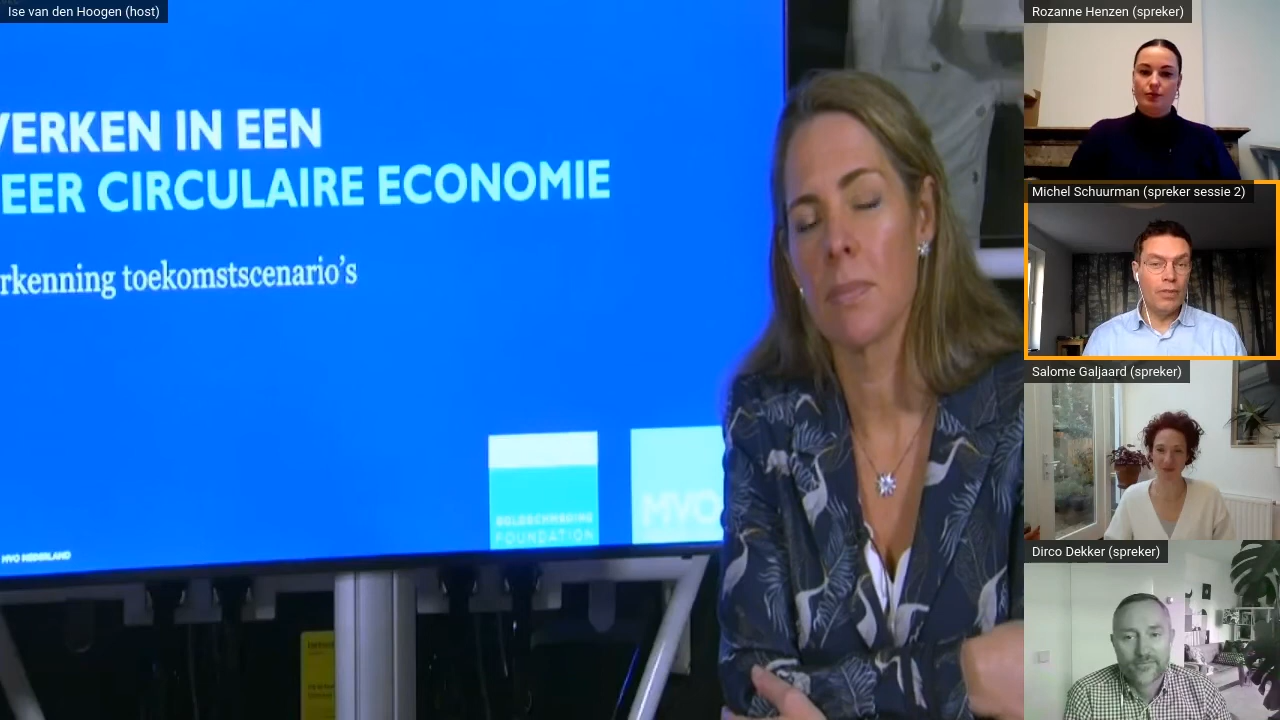 Ise van den Hoogen (host)
VERKEN IN EEN
EER CIRCULAIRE ECONOMIE
rkenning toekomstscenario's
GOLDSCHMEDING
FOUNDATION
MVO
MVO NEDERLAND
Rozanne Henzen (spreker)
Michel Schuurman (spreker sessie 2)
Salome Galjaard (spreker)
Dirco Dekker (spreker)